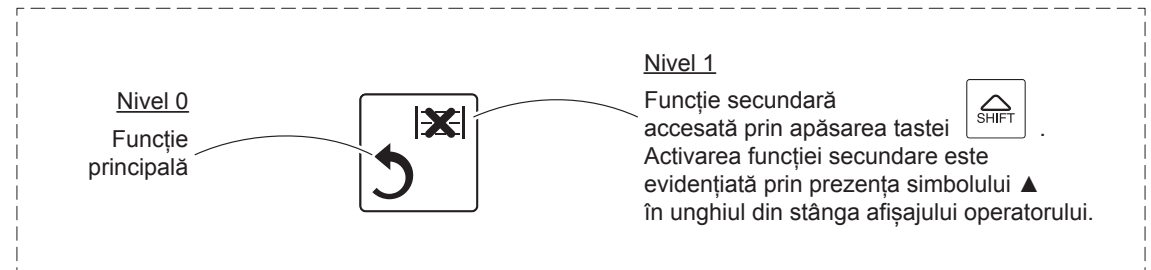 Nivel 0
Funcție
principală
Nivel 1
Funcție secundară
accesată prin apăsarea tastei SHIFT .
Activarea funcției secundare este
evidențiată prin prezența simbolului ▲
în unghiul din stânga afișajului operatorului.